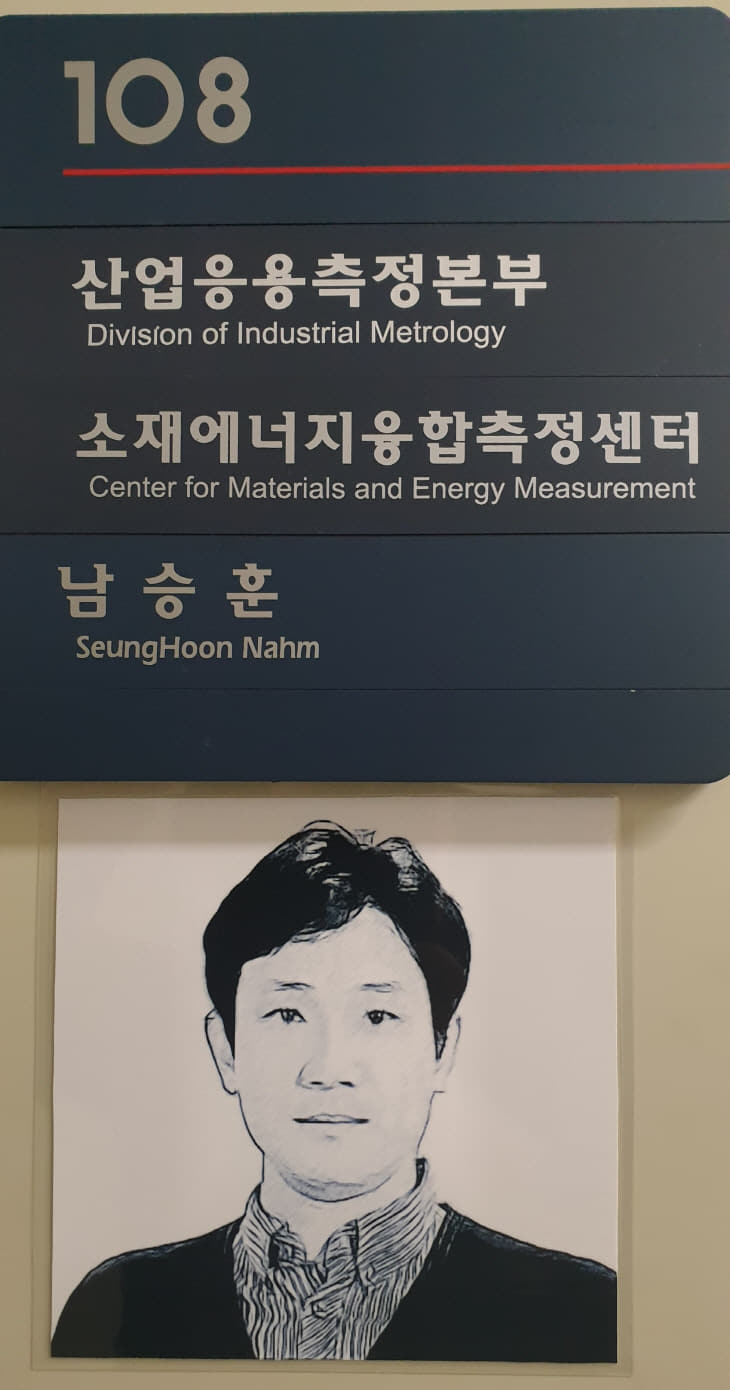 108
산업응용측정본부
Division of Industrial Metrology
소재에너지융합측정센터
Center for Materials and Energy Measurement
남 승 훈
SeungHoon Nahm